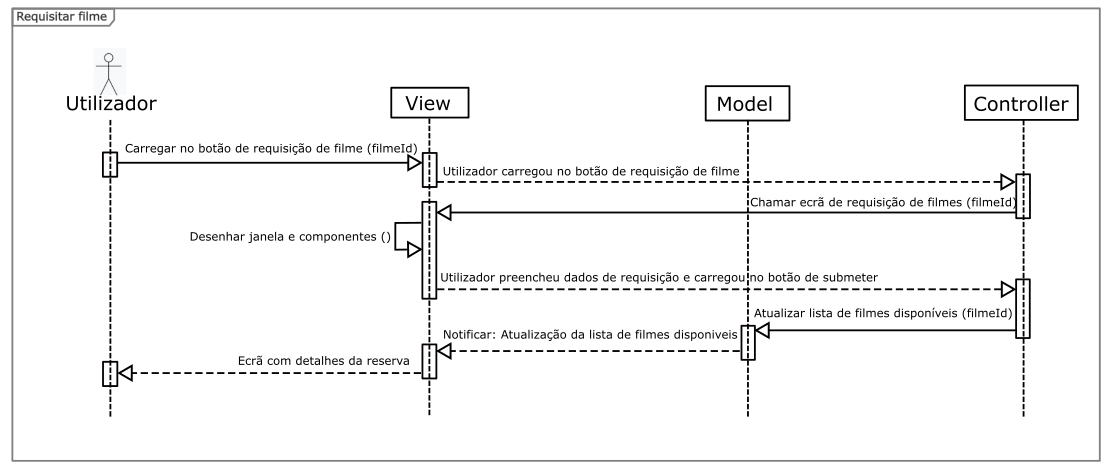 Requisitar filme
Utilizador
View
Model
Controller
Carregar no botão de requisição de filme (filmeId)
Utilizador carregou no botão de requisição de filme
Chamar ecrã de requisição de filmes (filmeId)
Desenhar janela e componentes ()
Utilizador preencheu dados de requisição e carregou no botão de submeter
Atualizar lista de filmes disponíveis (filmeId)
Notificar: Atualização da lista de filmes disponiveis
Ecrã com detalhes da reserva